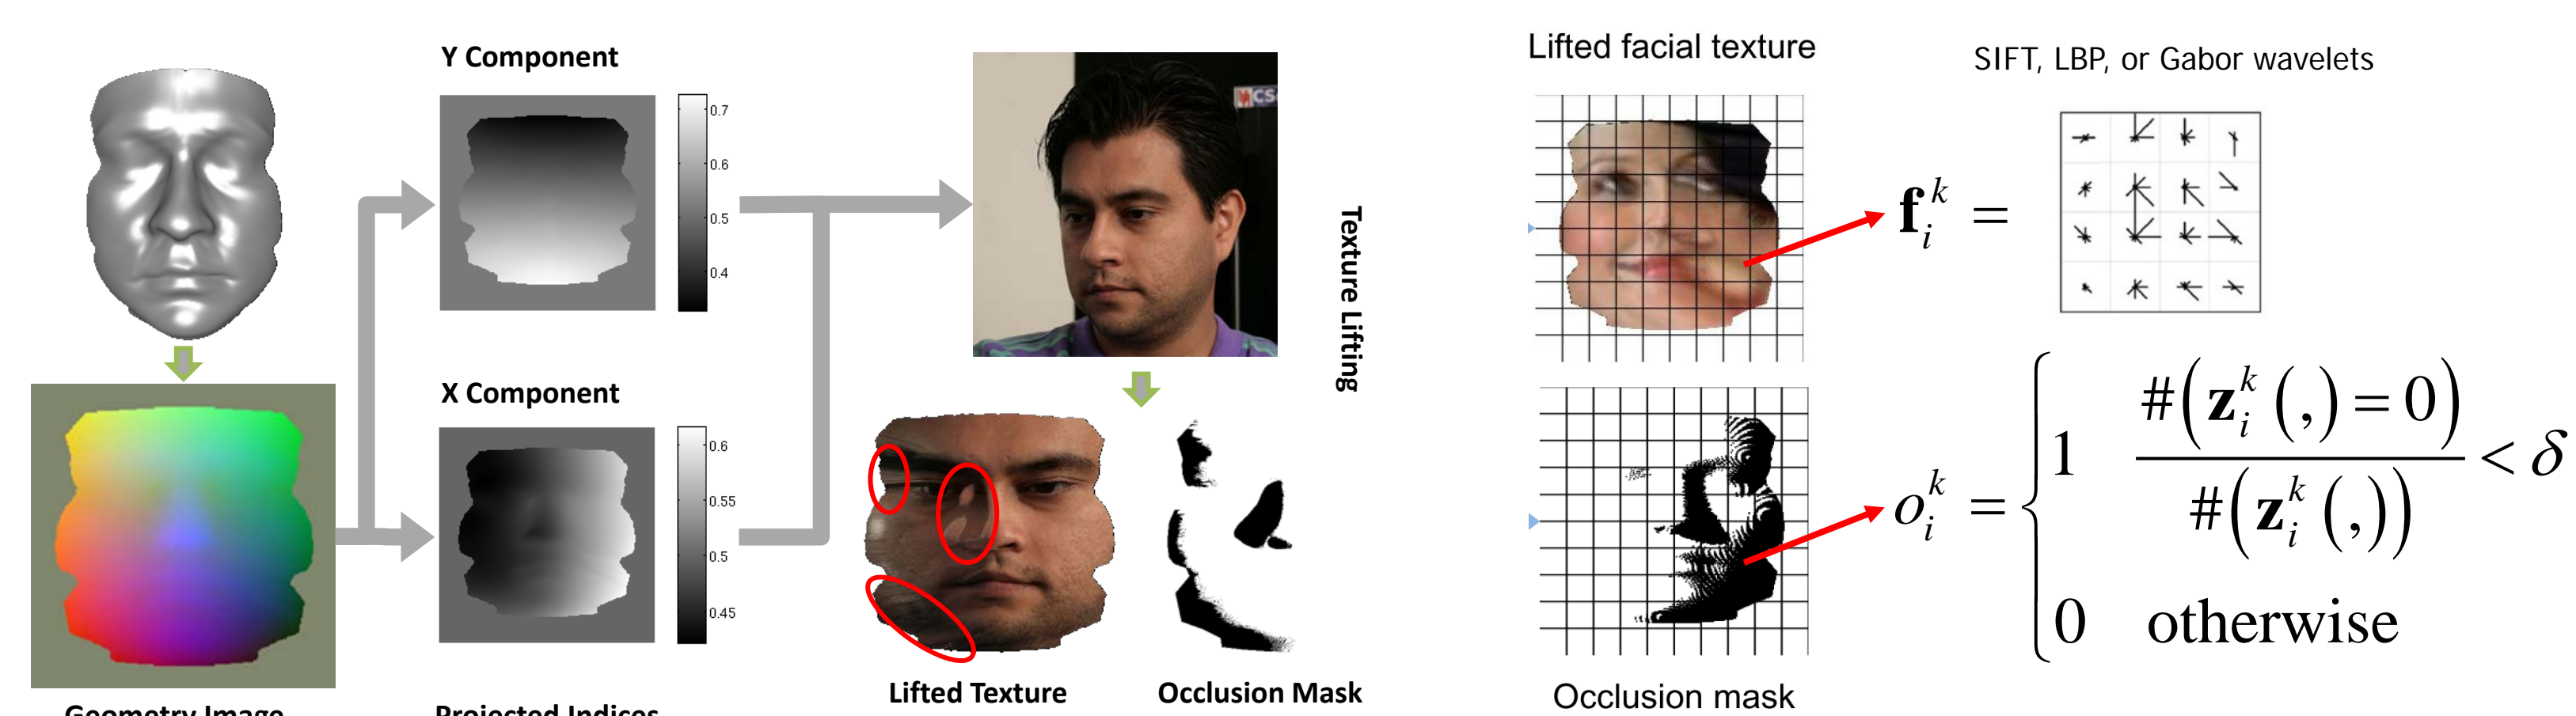 Y Component
0.7
0.6
0.5
0.4
X Component
0.6
0.55
0.5
0.45
Geometry Image
Projected Indices
CS
Texture Lifting
Lifted Texture
Occlusion Mask
Lifted facial texture
SIFT, LBP, or Gabor wavelets
f_i^k =
o_i^k = { 1 #(z_i^k (,) = 0) / #(z_i^k (,)) < δ
0 otherwise
Occlusion mask